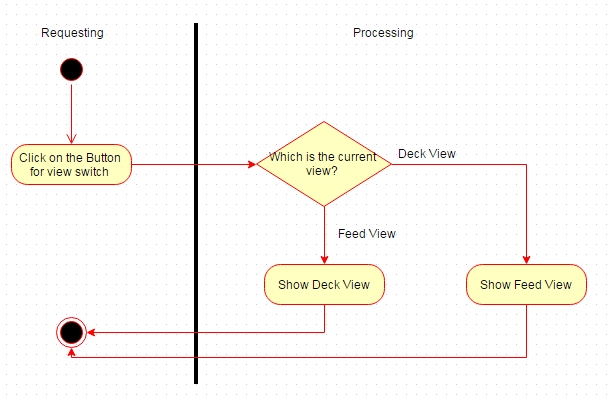 Requesting
Processing
Click on the Button
for view switch
Which is the current
view?
Deck View
Feed View
Show Deck View
Show Feed View